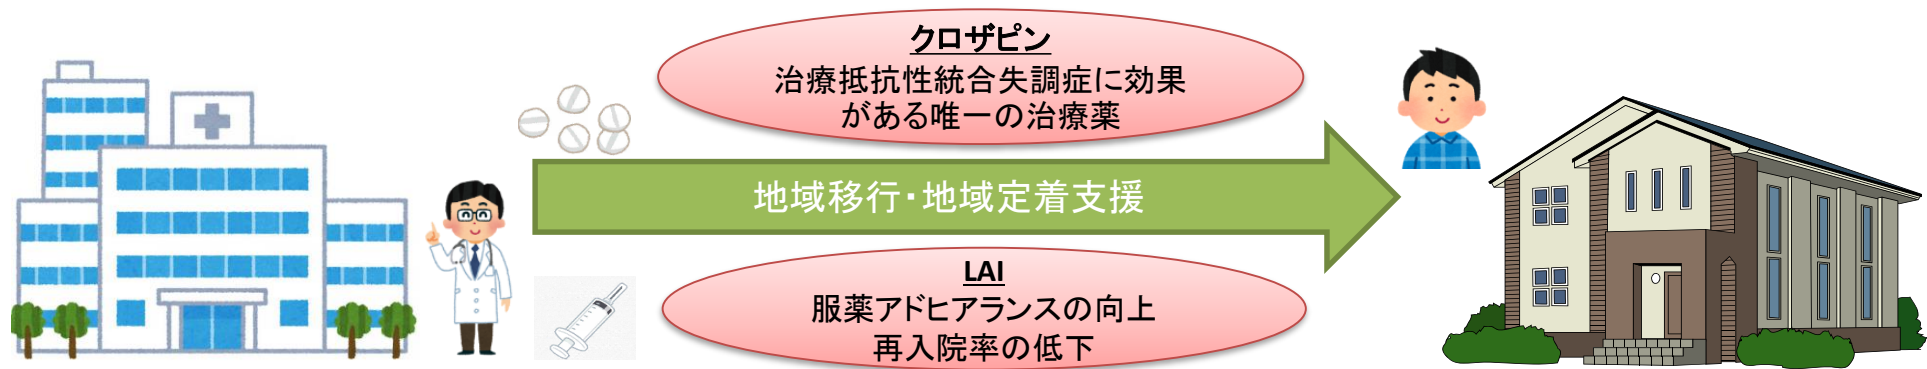 クロザピン
治療抵抗性統合失調症に効果
がある唯一の治療薬
地域移行・地域定着支援
LAI
服薬アドヒアランスの向上
再入院率の低下